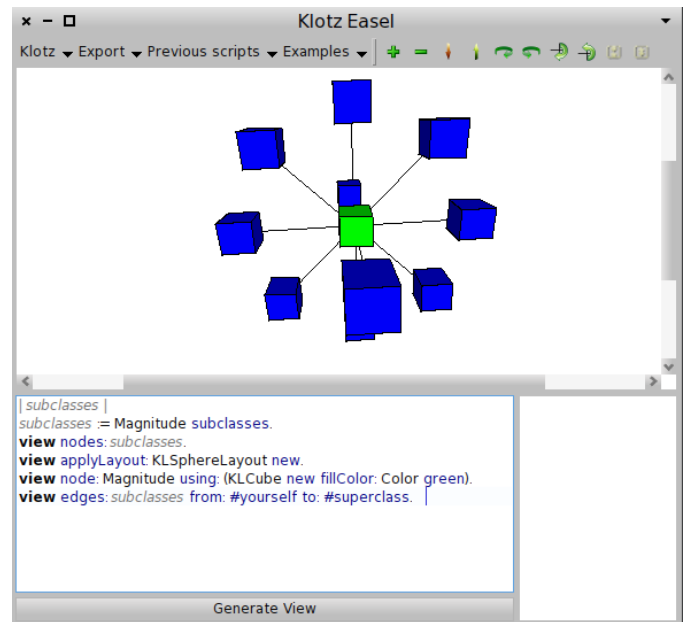 Klotz Easel
Klotz Export Previous scripts Examples
| subclasses |
subclasses := Magnitude subclasses.
view nodes: subclasses.
view applyLayout: KLSphereLayout new.
view node: Magnitude using: (KLCube new fillColor: Color green).
view edges: subclasses from: #yourself to: #superclass.
Generate View